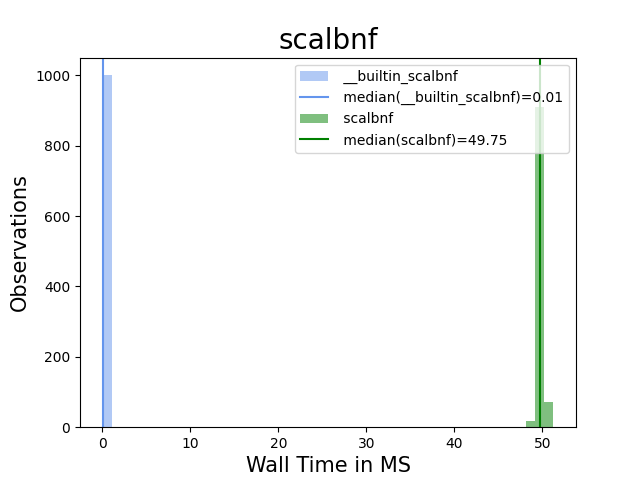 scalbnf
__builtin_scalbnf
median(__builtin_scalbnf)=0.01
scalbnf
median(scalbnf)=49.75
Observations
1000
800
600
400
200
0
0 10 20 30 40 50
Wall Time in MS